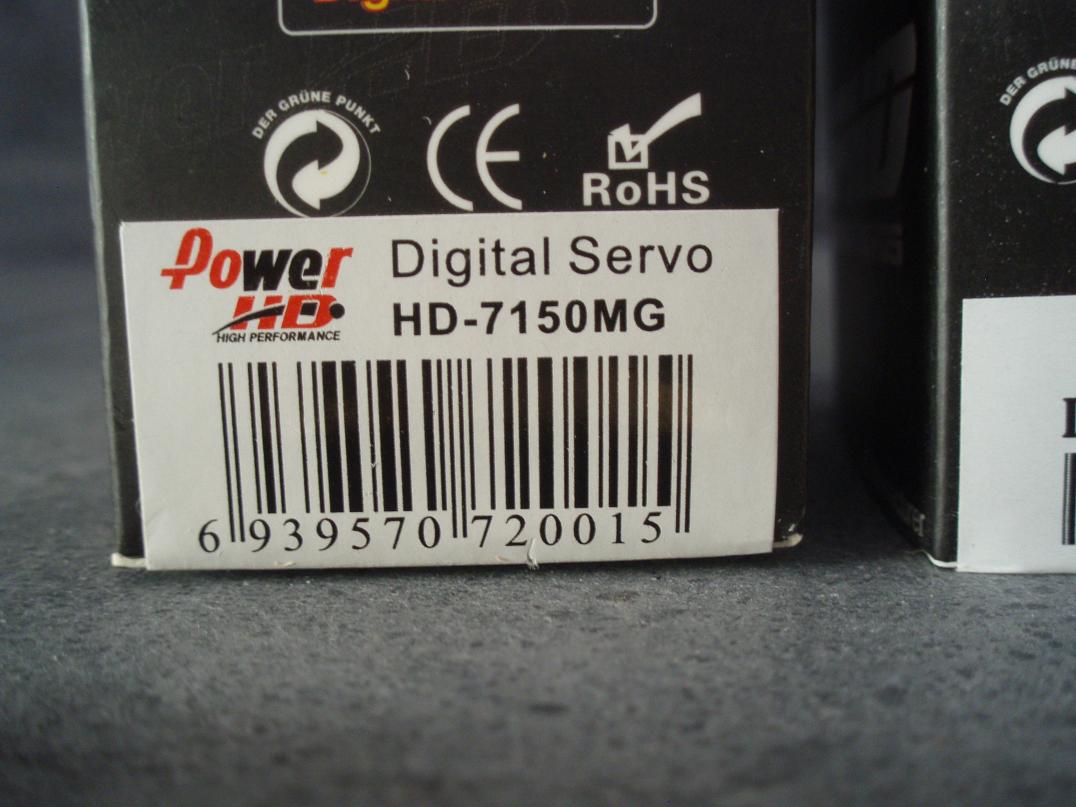 DER GRÜNE PUNKT
CE
RoHS
Power
HD
HIGH PERFORMANCE
Digital Servo
HD-7150MG
6 939570 720015
DER GRÜNE